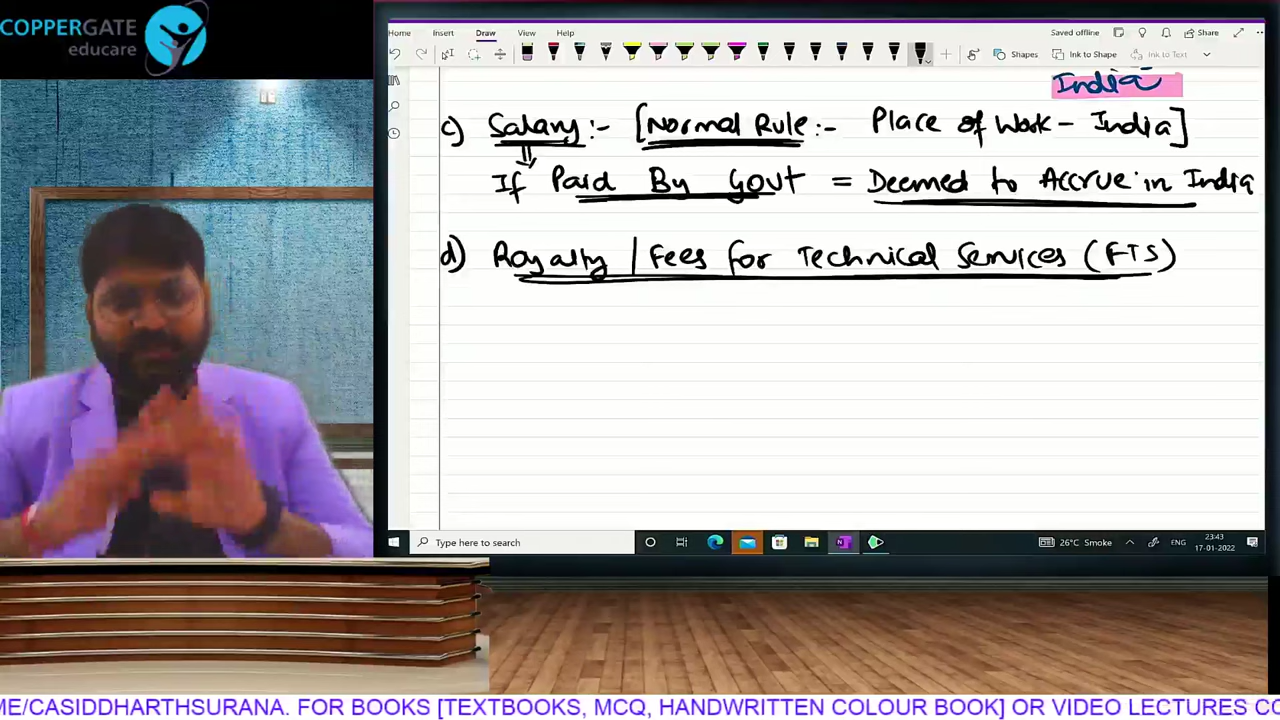 COPPERGATE
educare
Home Insert Draw View Help
Saved offline
Share
Shapes
Ink to Shape
Ink to Text
India
c) Salary :- [Normal Rule :- Place of Work - India]
If Paid By Govt = Deemed to Accrue in India
d) Royalty | Fees for Technical Services (FTS)
Type here to search
26°C Smoke
ENG
23:43
17-01-2022
ME/CASIDDHARTHSURANA. FOR BOOKS [TEXTBOOKS, MCQ, HANDWRITTEN COLOUR BOOK] OR VIDEO LECTURES CO